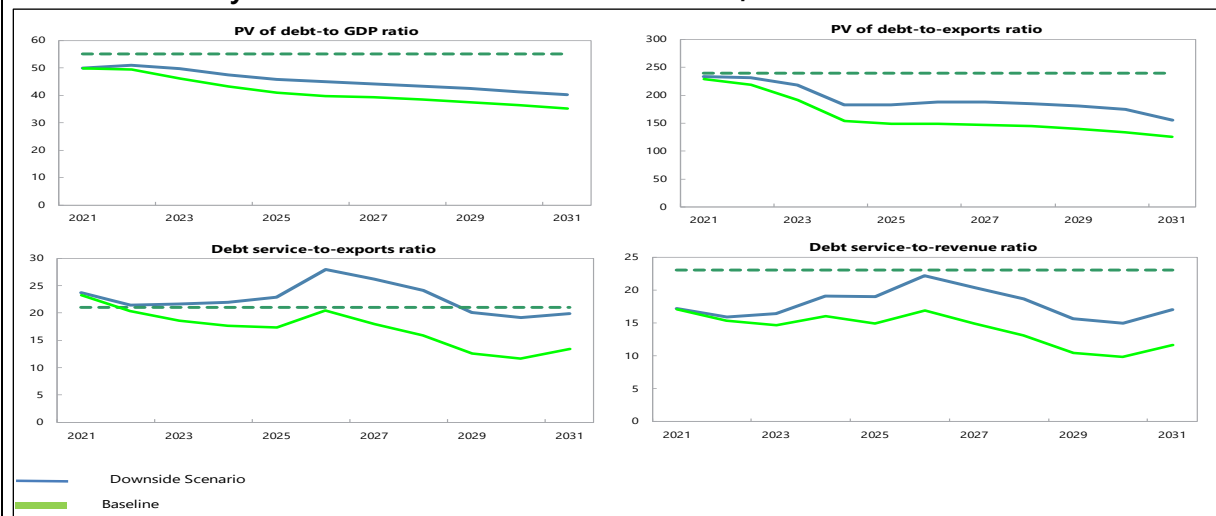 PV of debt-to GDP ratio
60
50
40
30
20
10
0
2021 2023 2025 2027 2029 2031
PV of debt-to-exports ratio
300
250
200
150
100
50
0
2021 2023 2025 2027 2029 2031
Debt service-to-exports ratio
30
25
20
15
10
5
0
2021 2023 2025 2027 2029 2031
Debt service-to-revenue ratio
25
20
15
10
5
0
2021 2023 2025 2027 2029 2031
Downside Scenario
Baseline